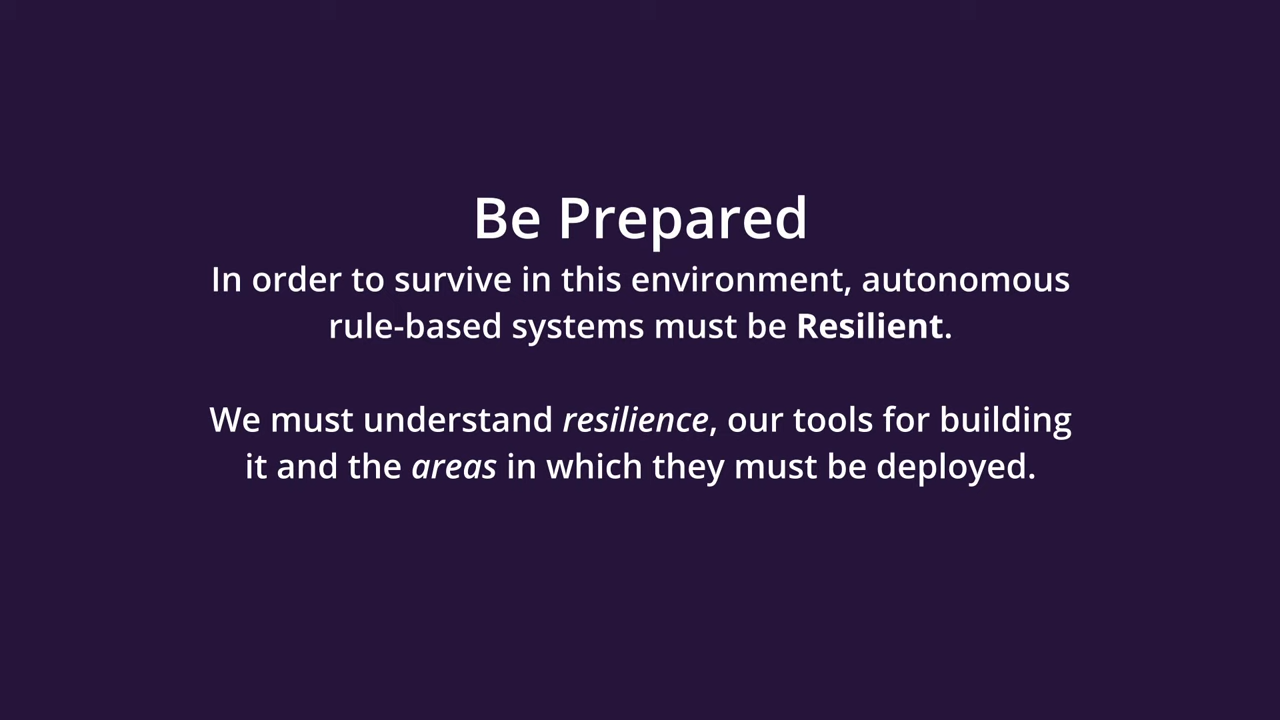 Be Prepared
In order to survive in this environment, autonomous
rule-based systems must be Resilient.
We must understand resilience, our tools for building
it and the areas in which they must be deployed.